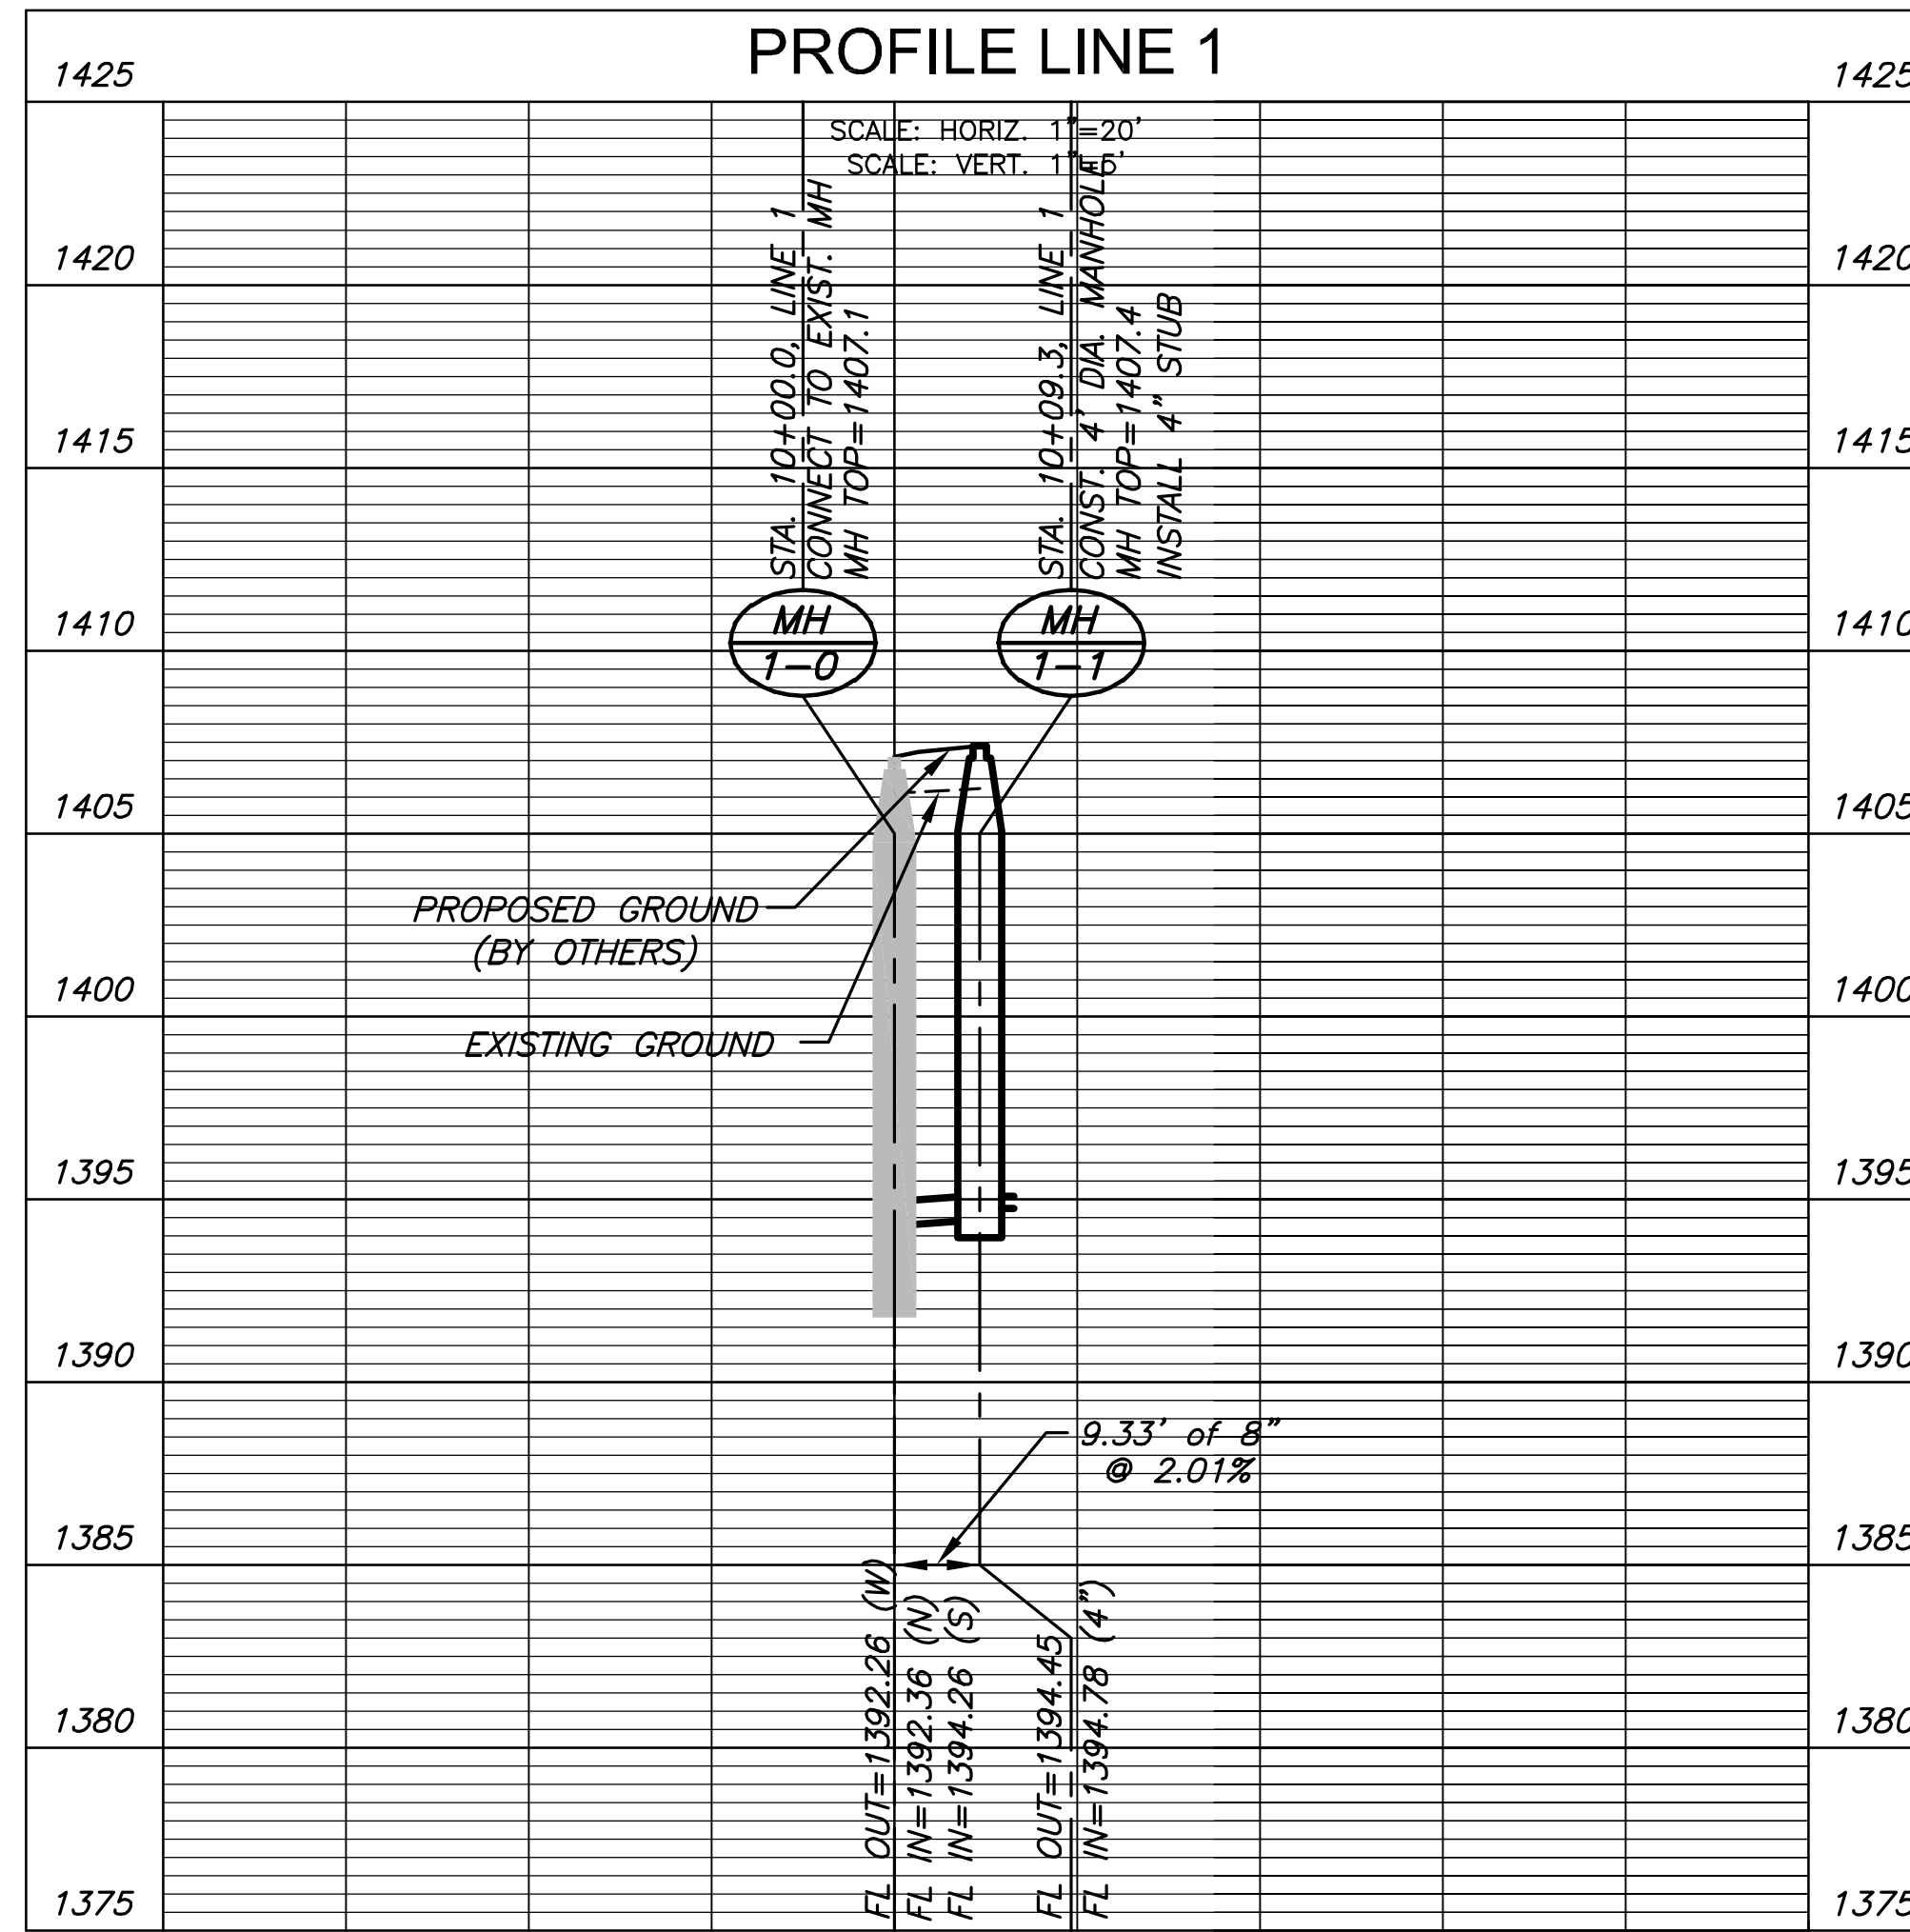 PROFILE LINE 1
SCALE: HORIZ. 1"=20'
SCALE: VERT. 1"=5'
1425
1420
1415
1410
1405
1400
1395
1390
1385
1380
1375
STA. 10+00.0, LINE 1
CONNECT TO EXIST. MH
MH TOP=1407.1
STA. 10+09.3, LINE 1
CONST. 4' DIA. MANHOLE
MH TOP=1407.4
INSTALL 4" STUB
MH
1-0
MH
1-1
PROPOSED GROUND
(BY OTHERS)
EXISTING GROUND
9.33' of 8"
@ 2.01%
FL OUT=1392.26 (W)
FL IN=1392.36 (N)
FL IN=1394.26 (S)
FL OUT=1394.45
FL IN=1394.78 (4")
1425
1420
1415
1410
1405
1400
1395
1390
1385
1380
1375